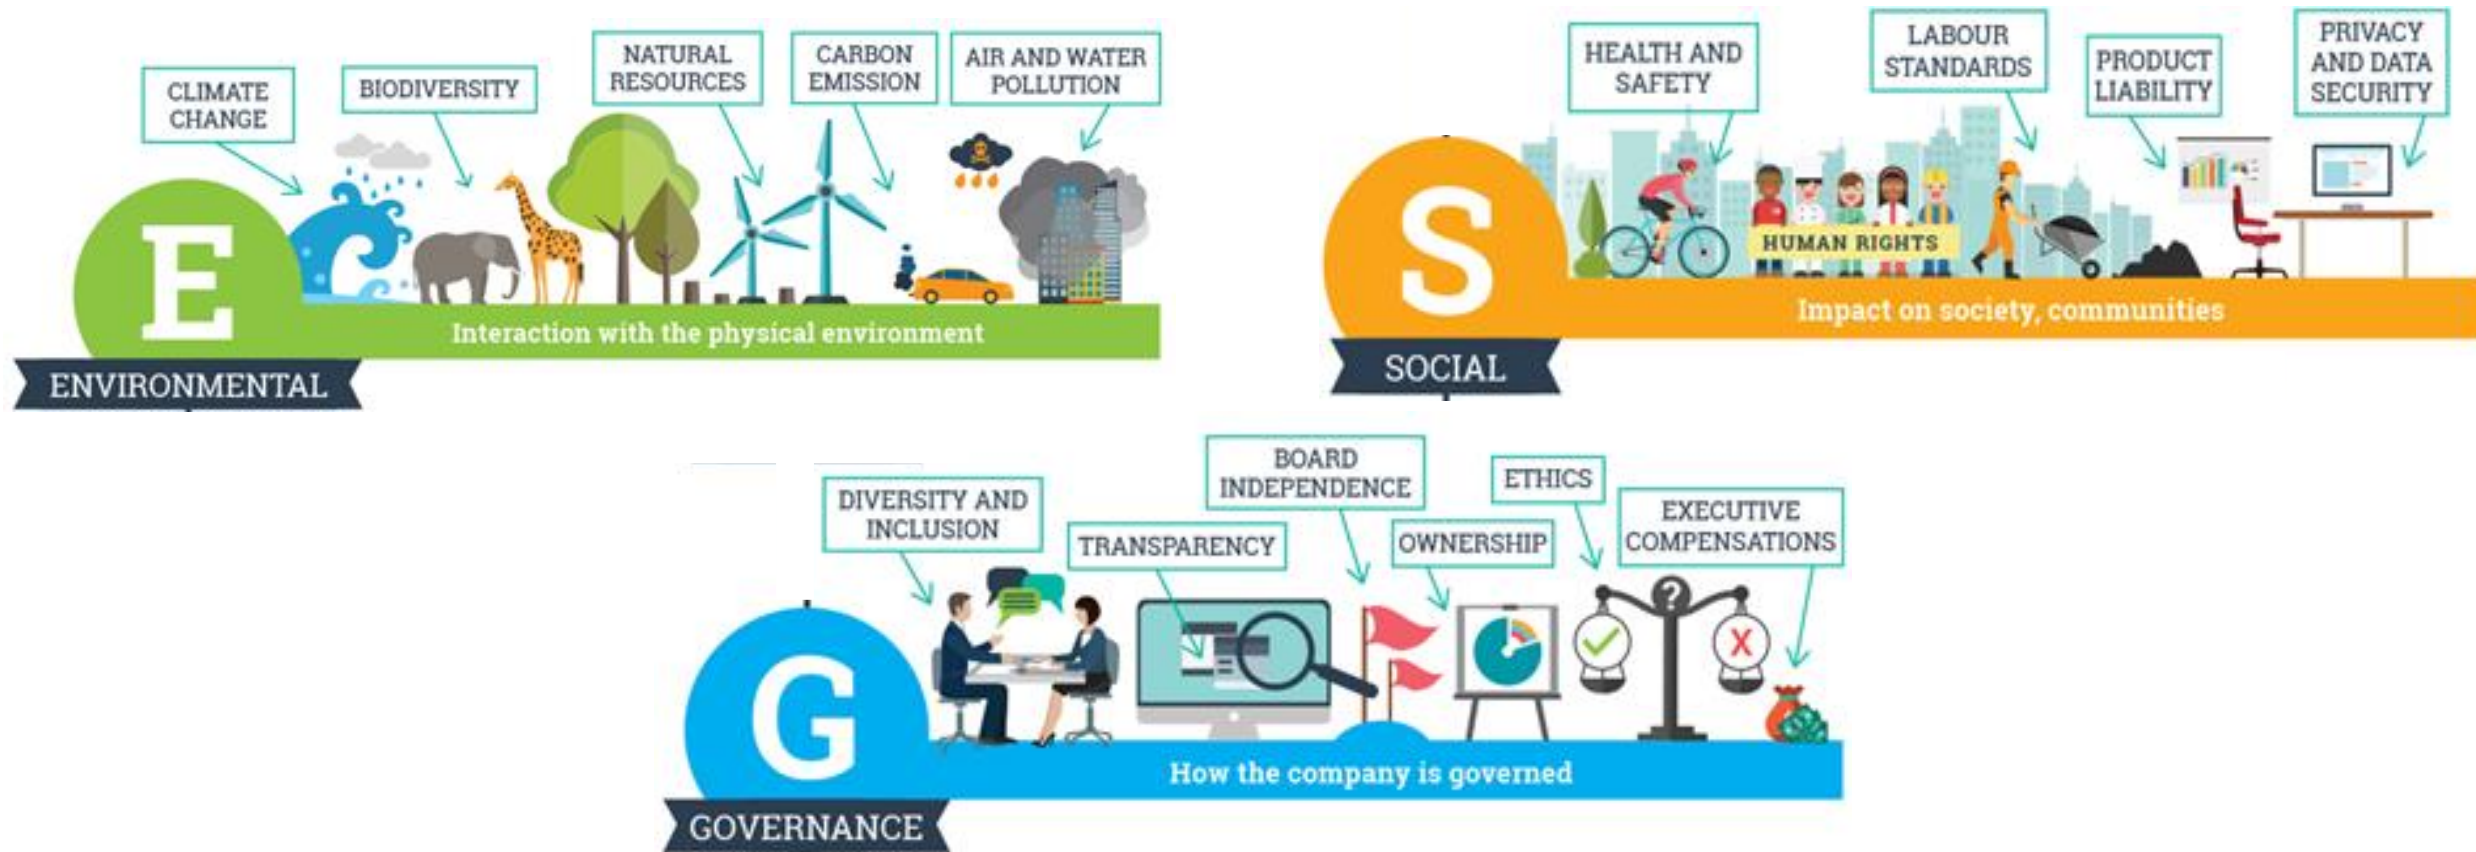 CLIMATE
CHANGE
BIODIVERSITY
NATURAL
RESOURCES
CARBON
EMISSION
AIR AND WATER
POLLUTION
E
Interaction with the physical environment
ENVIRONMENTAL
HEALTH AND
SAFETY
LABOUR
STANDARDS
PRODUCT
LIABILITY
PRIVACY
AND DATA
SECURITY
HUMAN RIGHTS
S
Impact on society, communities
SOCIAL
DIVERSITY AND
INCLUSION
TRANSPARENCY
BOARD
INDEPENDENCE
OWNERSHIP
ETHICS
EXECUTIVE
COMPENSATIONS
?
X
G
How the company is governed
GOVERNANCE